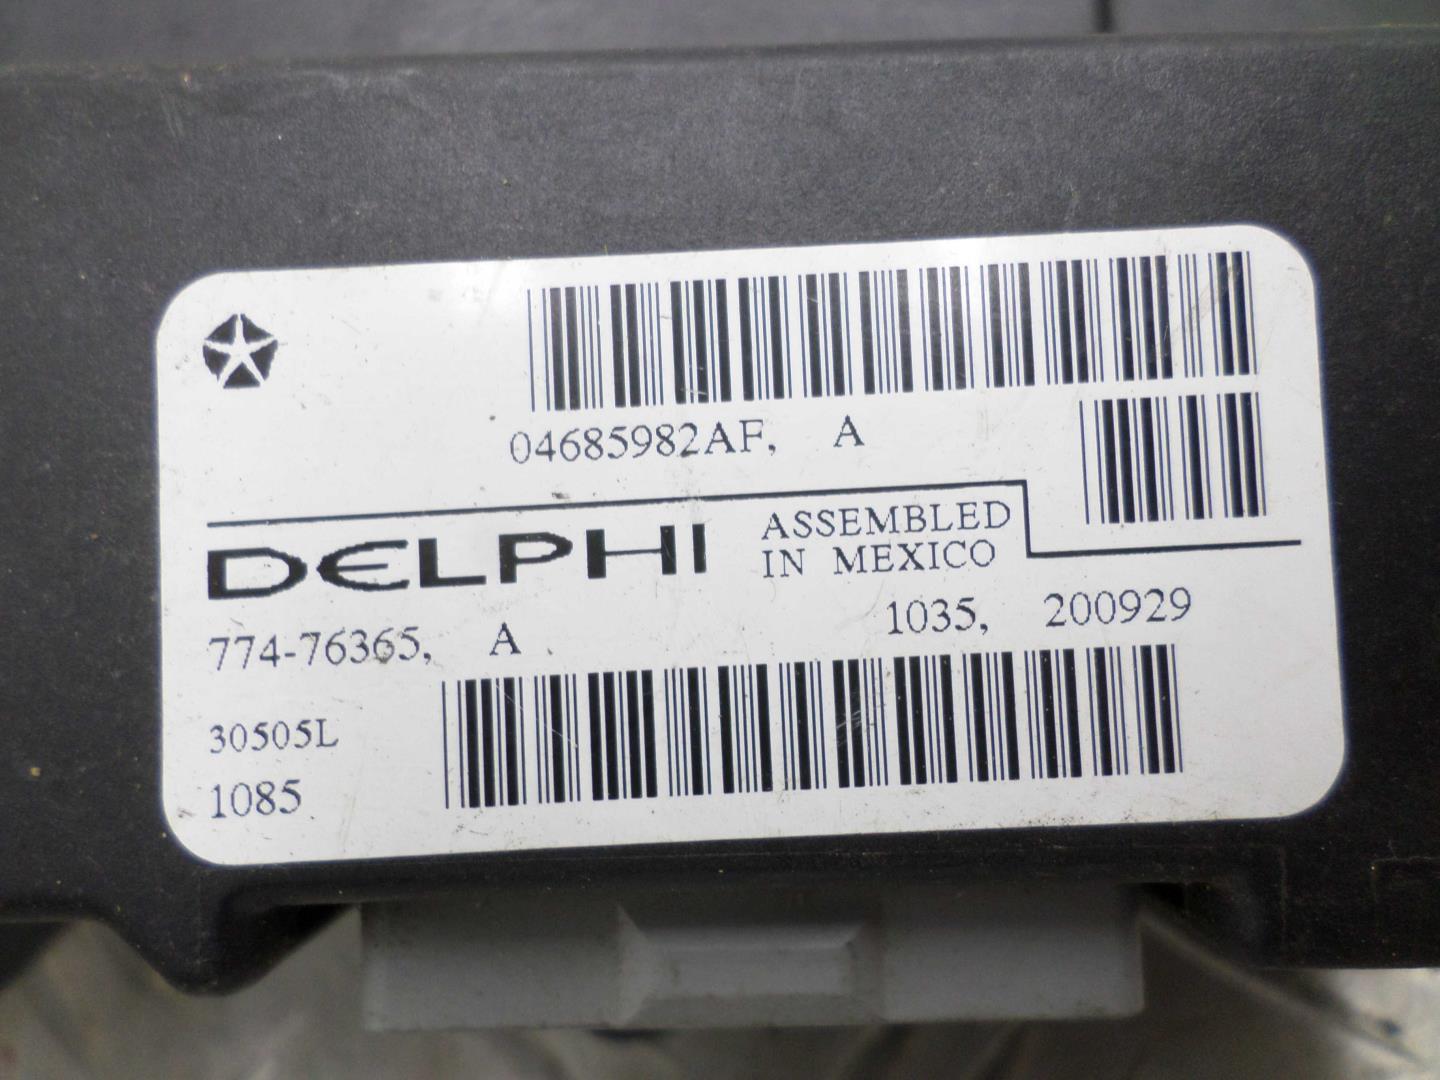 04685982AF, A
DELPHI
ASSEMBLED
IN MEXICO
1035, 200929
774-76365, A
30505L
1085